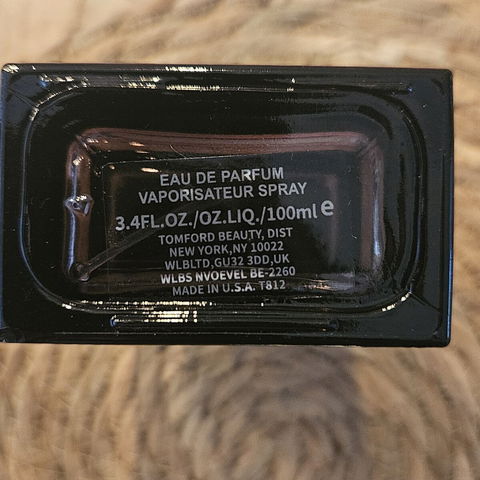 EAU DE PARFUM
VAPORISATEUR SPRAY
3.4FL.OZ./OZ.LIQ./100ml e
TOMFORD BEAUTY, DIST
NEW YORK,NY 10022
WLBLTD,GU32 3DD,UK
WLBS NVOEVEL BE-2260
MADE IN U.S.A. T812